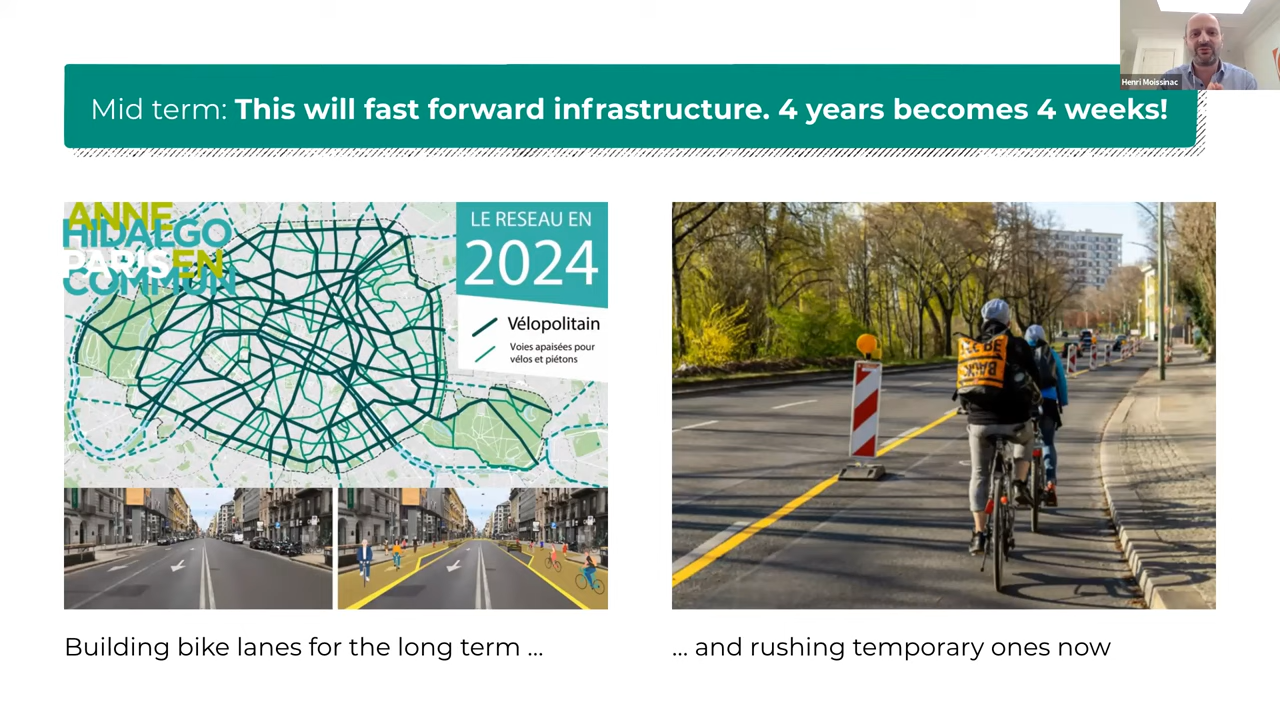 Henri Moissinac
Mid term: This will fast forward infrastructure. 4 years becomes 4 weeks!
ANNE
HIDALGO
PARIS EN
COMMUN
LE RESEAU EN
2024
Vélopolitain
Voies apaisées pour
vélos et piétons
Building bike lanes for the long term ...
... and rushing temporary ones now